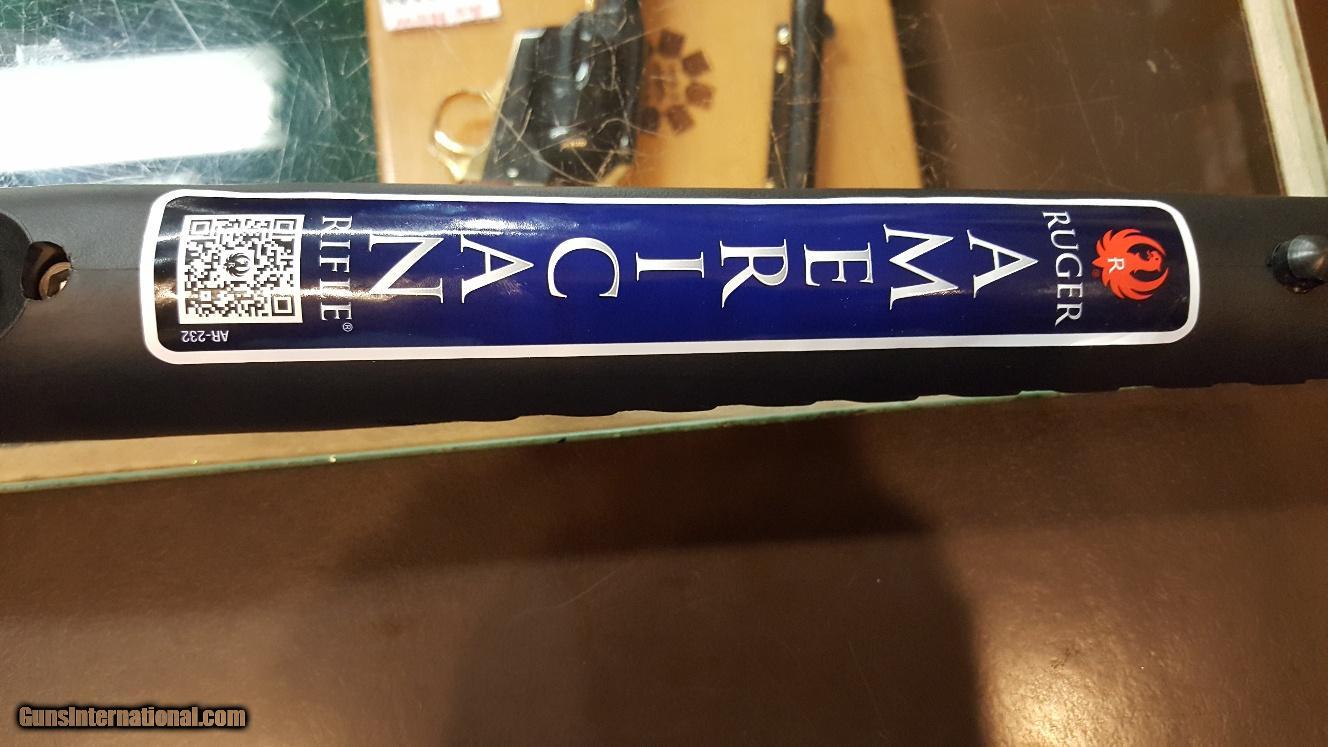 R
RUGER
AMERICAN
RIFLE®
AR-232
GunsInternational.com